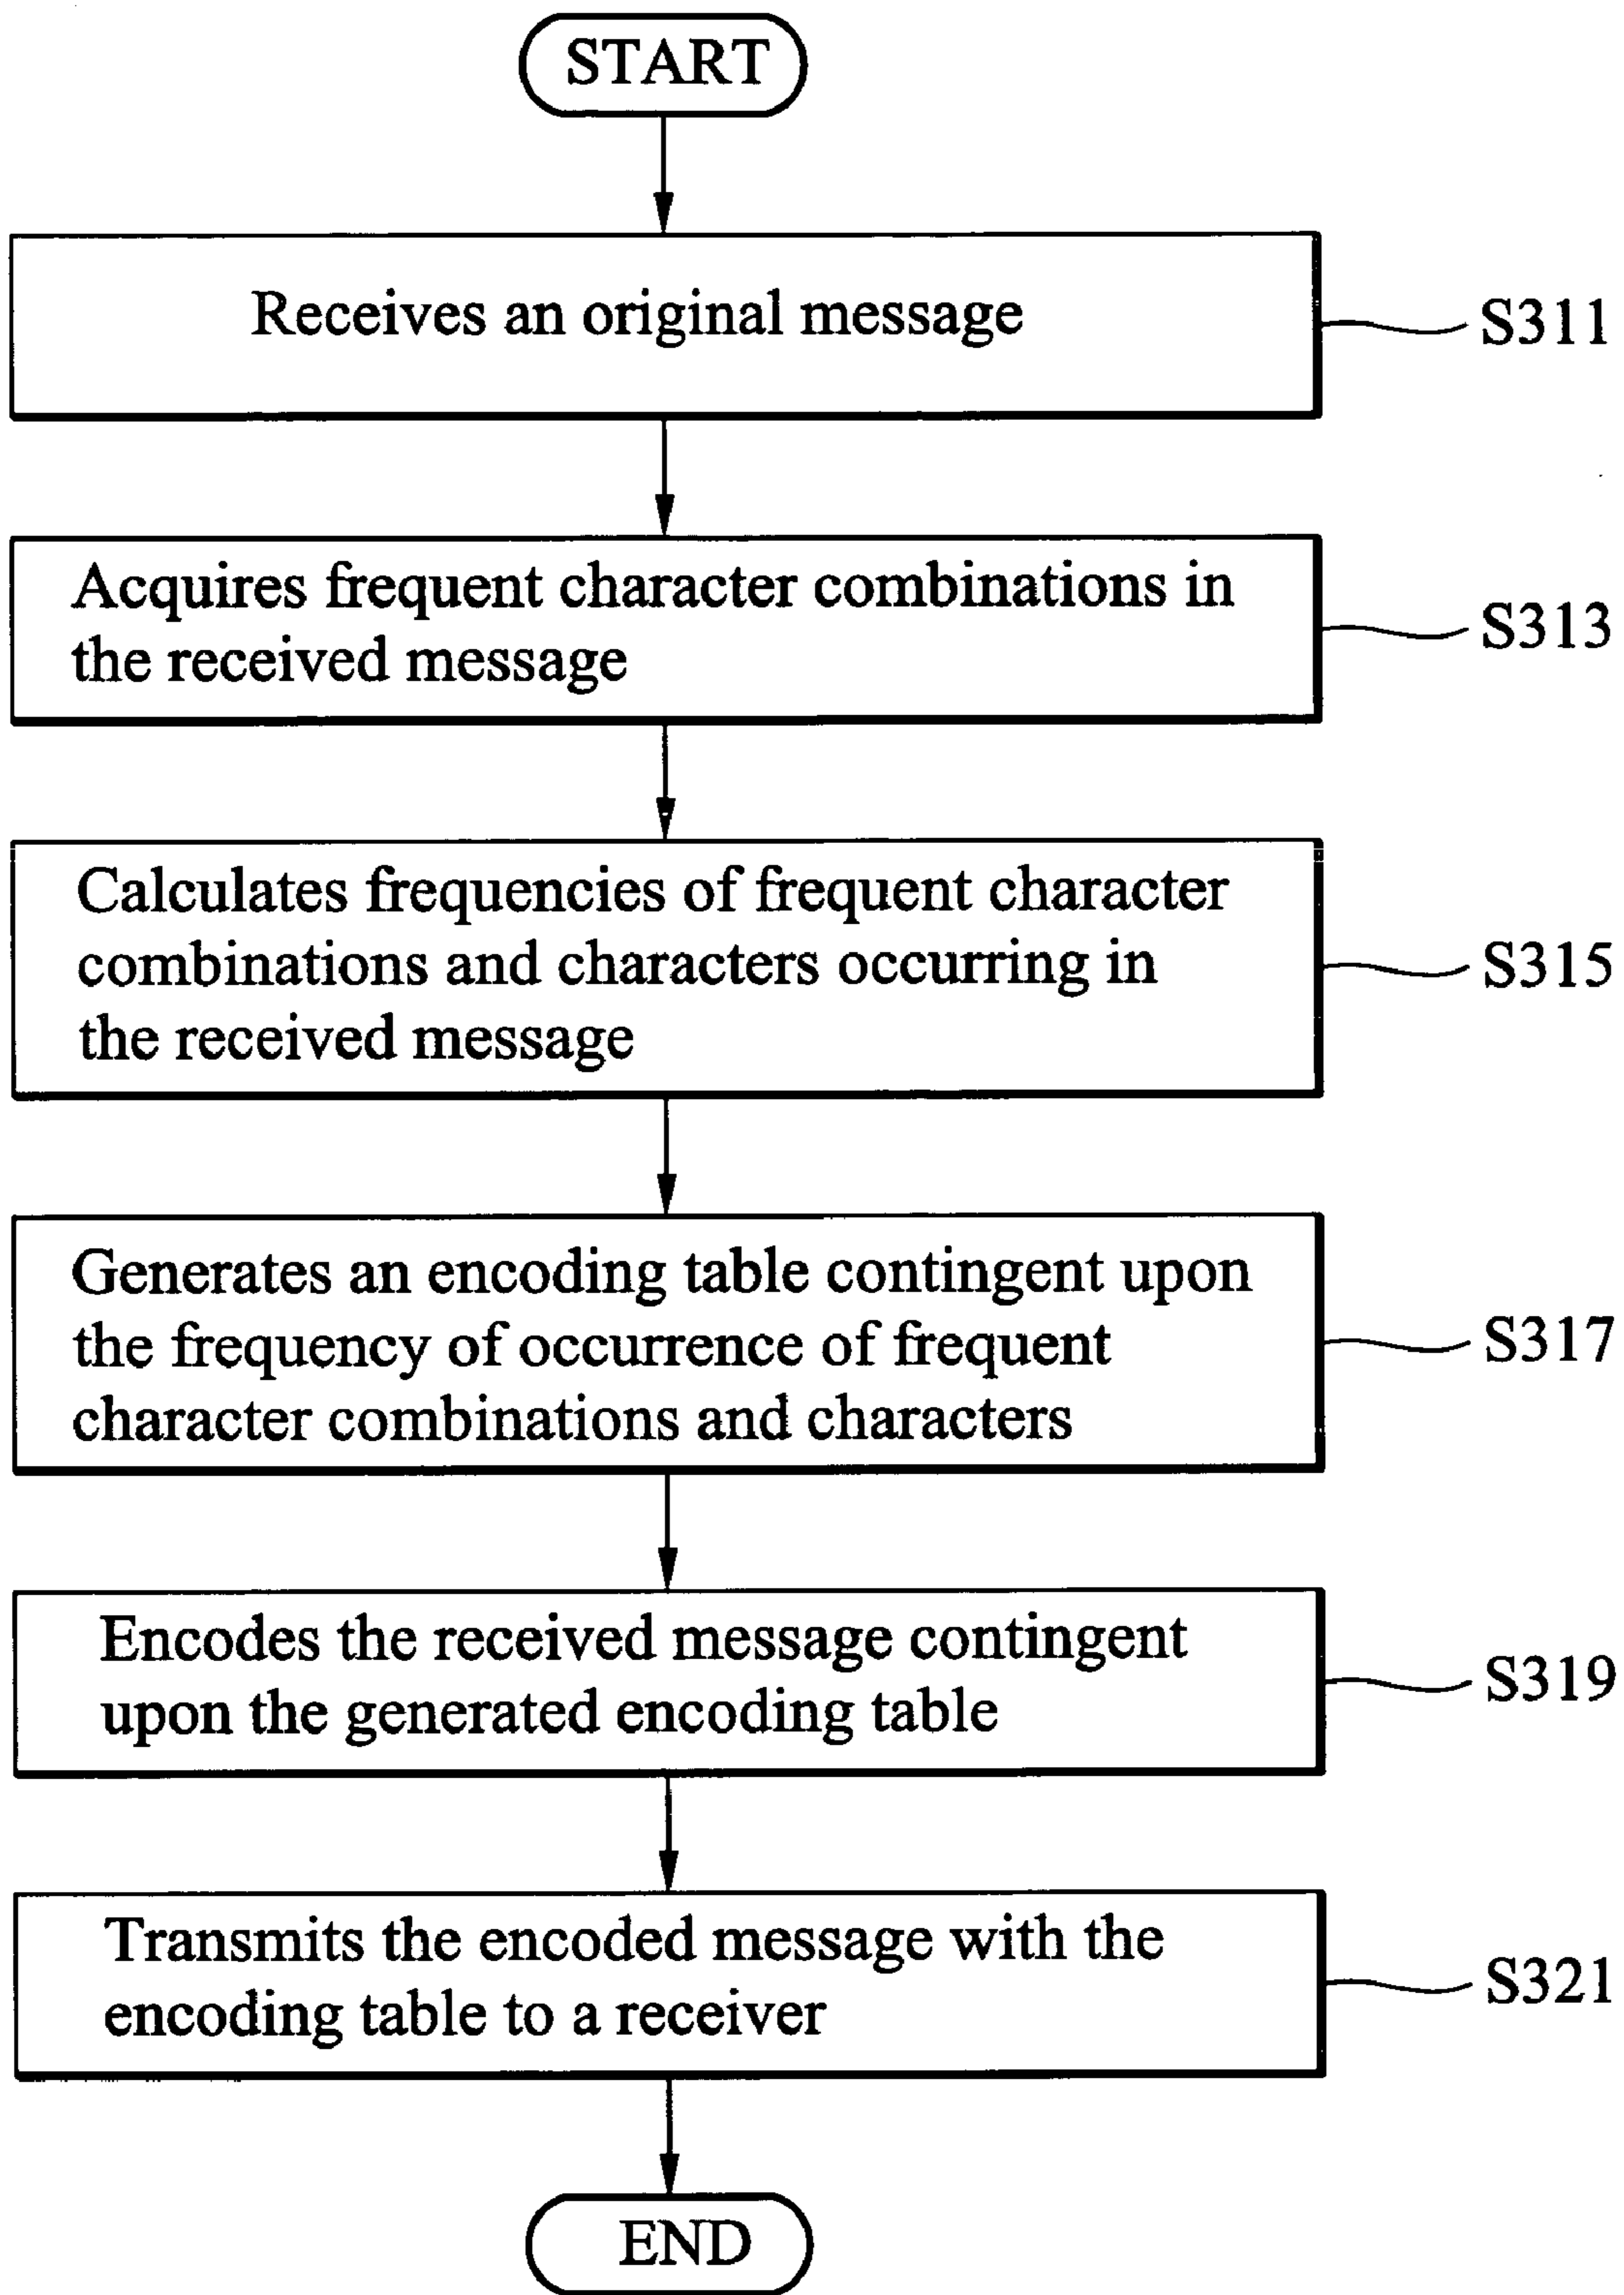 START
Receives an original message
S311
Acquires frequent character combinations in
the received message
S313
Calculates frequencies of frequent character
combinations and characters occurring in
the received message
S315
Generates an encoding table contingent upon
the frequency of occurrence of frequent
character combinations and characters
S317
Encodes the received message contingent
upon the generated encoding table
S319
Transmits the encoded message with the
encoding table to a receiver
S321
END